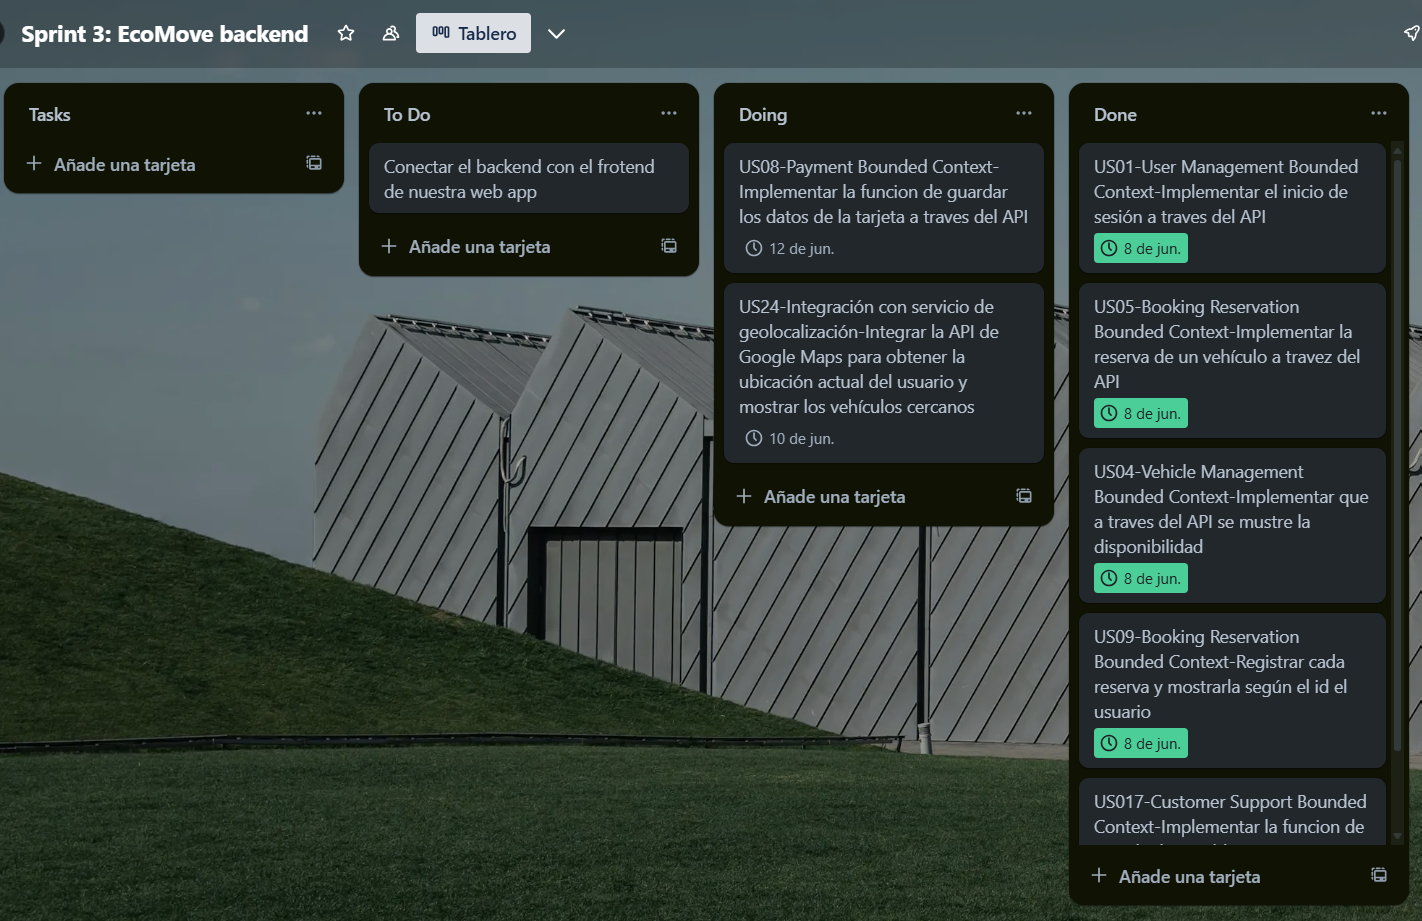 Sprint 3: EcoMove backend
Tablero
Tasks
Añade una tarjeta
To Do
Conectar el backend con el frotend
de nuestra web app
Añade una tarjeta
Doing
US08-Payment Bounded Context-
Implementar la funcion de guardar
los datos de la tarjeta a traves del API
12 de jun.
US24-Integración con servicio de
geolocalización-Integrar la API de
Google Maps para obtener la
ubicación actual del usuario y
mostrar los vehículos cercanos
10 de jun.
Añade una tarjeta
Done
US01-User Management Bounded
Context-Implementar el inicio de
sesión a traves del API
8 de jun.
US05-Booking Reservation
Bounded Context-Implementar la
reserva de un vehículo a travez del
API
8 de jun.
US04-Vehicle Management
Bounded Context-Implementar que
a traves del API se mustre la
disponibilidad
8 de jun.
US09-Booking Reservation
Bounded Context-Registrar cada
reserva y mostrarla según el id el
usuario
8 de jun.
US017-Customer Support Bounded
Context-Implementar la funcion de
Añade una tarjeta